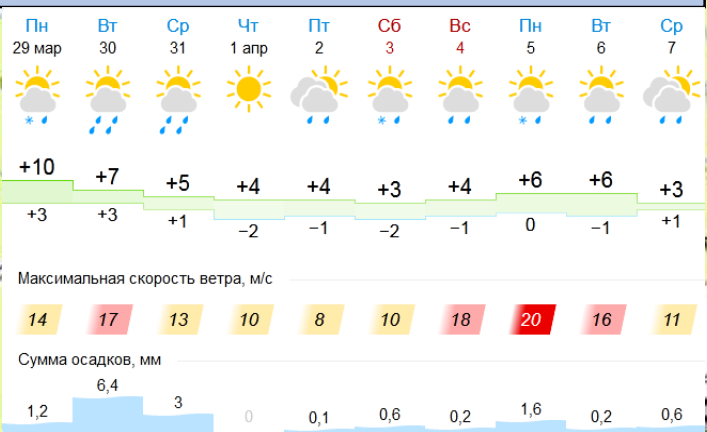 Пн Вт Ср Чт Пт Сб Вс Пн Вт Ср
29 мар 30 31 1 апр 2 3 4 5 6 7
+10 +7 +5 +4 +4 +3 +4 +6 +6 +3
+3 +3 +1 −2 −1 −2 −1 0 −1 +1
Максимальная скорость ветра, м/с
14 17 13 10 8 10 18 20 16 11
Сумма осадков, мм
1,2 6,4 3 0 0,1 0,6 0,2 1,6 0,2 0,6